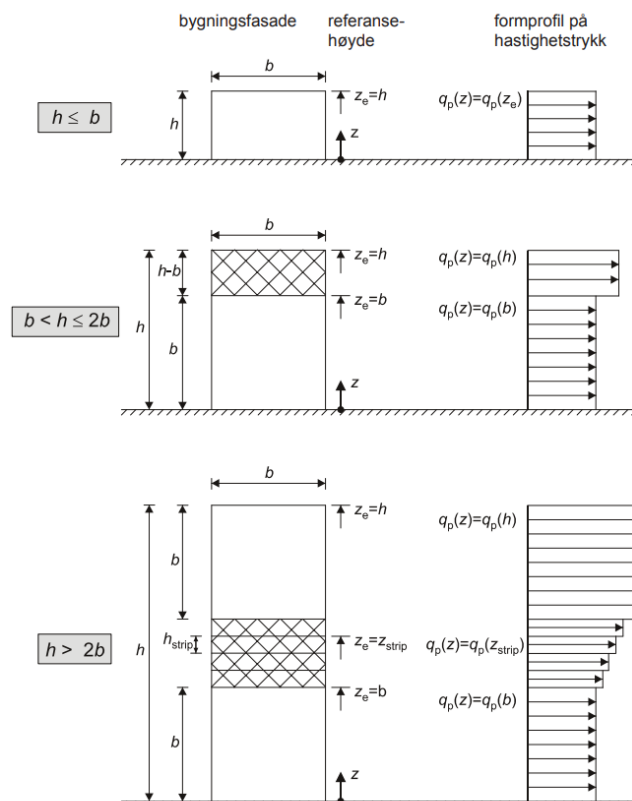 bygningsfasade
referanse-
høyde
formprofil på
hastighetstrykk
b
z_e=h
q_p(z)=q_p(z_e)
h ≤ b
h
z
b
z_e=h
q_p(z)=q_p(h)
h-b
z_e=b
q_p(z)=q_p(b)
b < h ≤ 2b
h
b
z
b
z_e=h
q_p(z)=q_p(h)
b
h_strip
z_e=z_strip
q_p(z)=q_p(z_strip)
h > 2b
h
z_e=b
q_p(z)=q_p(b)
b
z